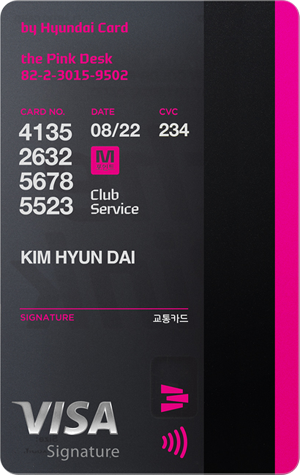 by Hyundai Card
the Pink Desk
82-2-3015-9502
CARD NO· DATE CVC
4135 08/22 234
2632
5678
5523
M
Club
Service
KIM HYUN DAI
SIGNATURE 교통카드
VISA
Signature